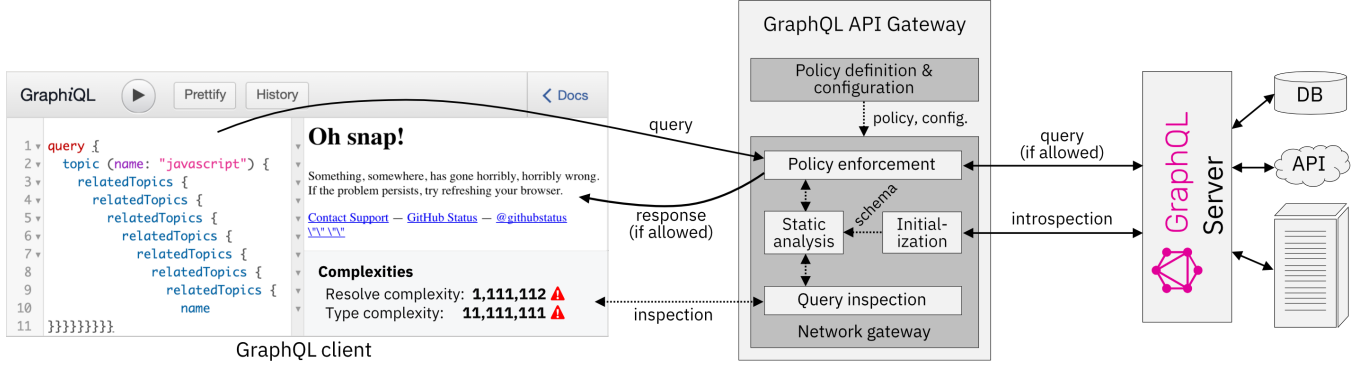 GraphiQL
Prettify
History
Docs
1
2
3
4
5
6
7
8
9
10
11
query {
topic (name: "javascript") {
relatedTopics {
relatedTopics {
relatedTopics {
relatedTopics {
relatedTopics {
relatedTopics {
relatedTopics {
name
}}}}}}}}}
Oh snap!
Something, somewhere, has gone horribly, horribly wrong.
If the problem persists, try refreshing your browser.
Contact Support — GitHub Status — @githubstatus
\"\" \"\"
Complexities
Resolve complexity: 1,111,112
Type complexity: 11,111,111
GraphQL client
query
response
(if allowed)
inspection
GraphQL API Gateway
Policy definition &
configuration
policy, config.
Policy enforcement
Static
analysis
schema
Initial-
ization
Query inspection
Network gateway
query
(if allowed)
introspection
GraphQL
Server
DB
API